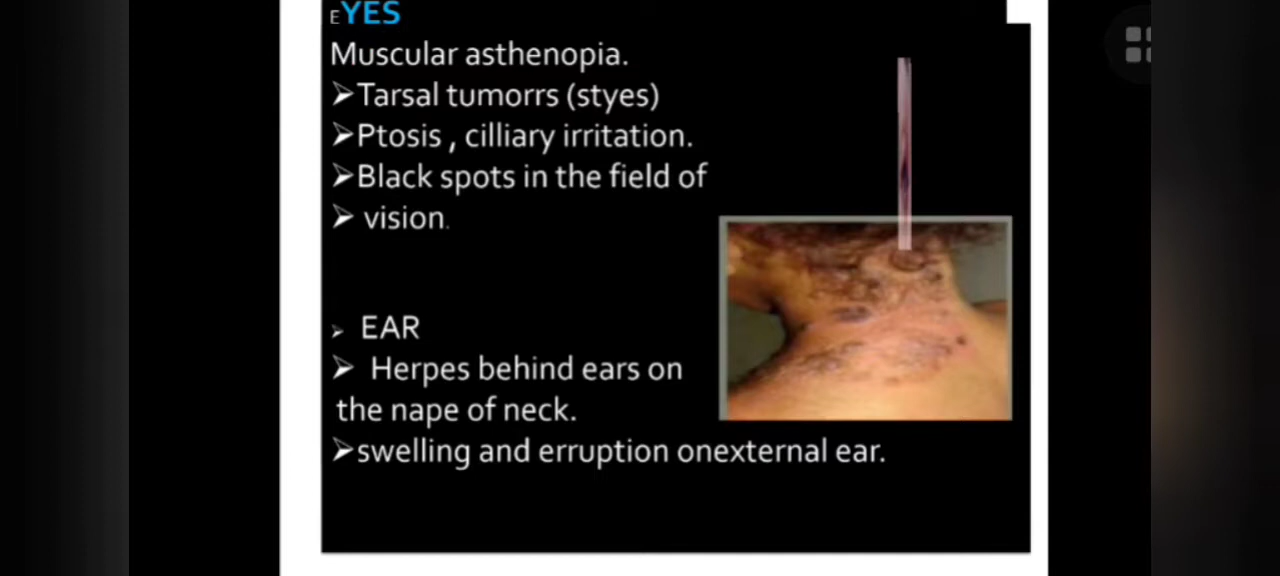 EYES
Muscular asthenopia.
➢Tarsal tumorrs (styes)
➢Ptosis , cilliary irritation.
➢Black spots in the field of
➢ vision.
➢ EAR
➢ Herpes behind ears on
the nape of neck.
➢swelling and erruption onexternal ear.